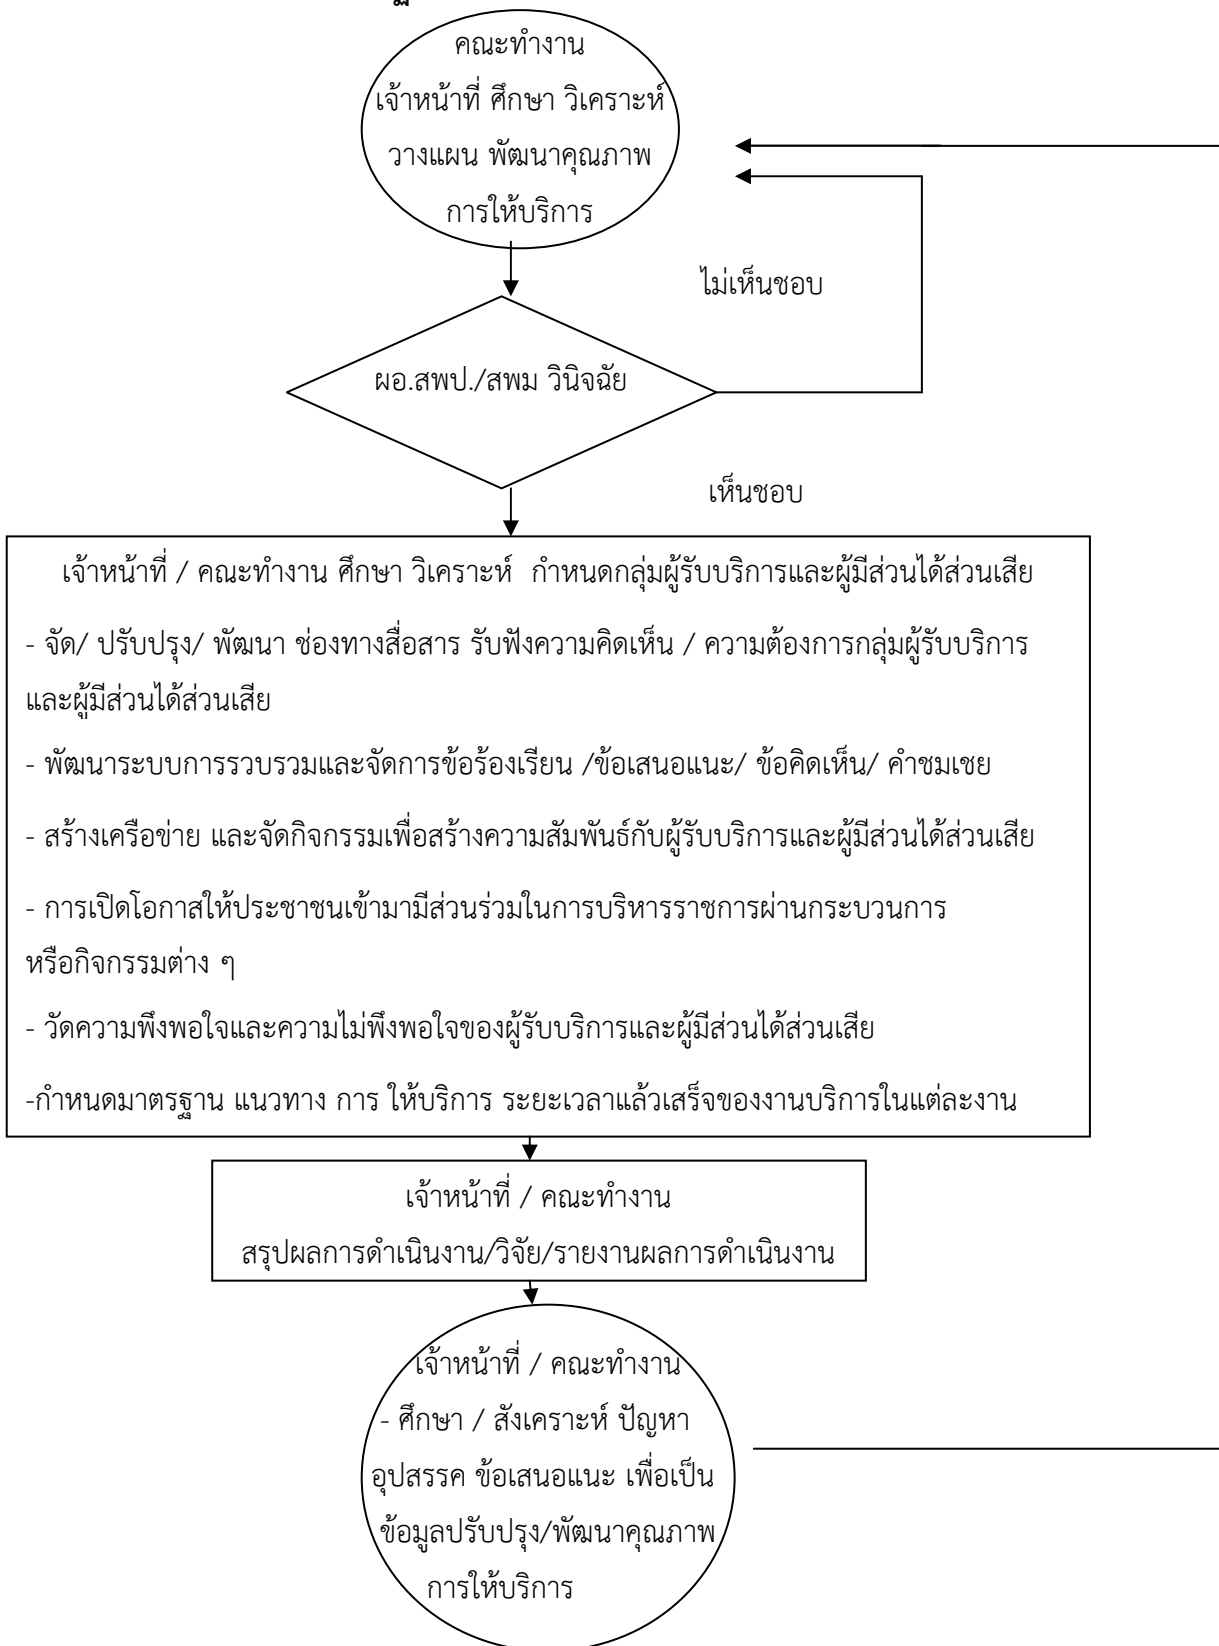 คณะทำงาน
เจ้าหน้าที่ ศึกษา วิเคราะห์
วางแผน พัฒนาคุณภาพ
การให้บริการ
ไม่เห็นชอบ
ผอ.สพป./สพม วินิจฉัย
เห็นชอบ
เจ้าหน้าที่ / คณะทำงาน ศึกษา วิเคราะห์ กำหนดกลุ่มผู้รับบริการและผู้มีส่วนได้ส่วนเสีย
- จัด/ ปรับปรุง/ พัฒนา ช่องทางสื่อสาร รับฟังความคิดเห็น / ความต้องการกลุ่มผู้รับบริการ
และผู้มีส่วนได้ส่วนเสีย
- พัฒนาระบบการรวบรวมและจัดการข้อร้องเรียน /ข้อเสนอแนะ/ ข้อคิดเห็น/ คำชมเชย
- สร้างเครือข่าย และจัดกิจกรรมเพื่อสร้างความสัมพันธ์กับผู้รับบริการและผู้มีส่วนได้ส่วนเสีย
- การเปิดโอกาสให้ประชาชนเข้ามามีส่วนร่วมในการบริหารราชการผ่านกระบวนการ
หรือกิจกรรมต่าง ๆ
- วัดความพึงพอใจและความไม่พึงพอใจของผู้รับบริการและผู้มีส่วนได้ส่วนเสีย
-กำหนดมาตรฐาน แนวทาง การ ให้บริการ ระยะเวลาแล้วเสร็จของงานบริการในแต่ละงาน
เจ้าหน้าที่ / คณะทำงาน
สรุปผลการดำเนินงาน/วิจัย/รายงานผลการดำเนินงาน
เจ้าหน้าที่ / คณะทำงาน
- ศึกษา / สังเคราะห์ ปัญหา
อุปสรรค ข้อเสนอแนะ เพื่อเป็น
ข้อมูลปรับปรุง/พัฒนาคุณภาพ
การให้บริการ